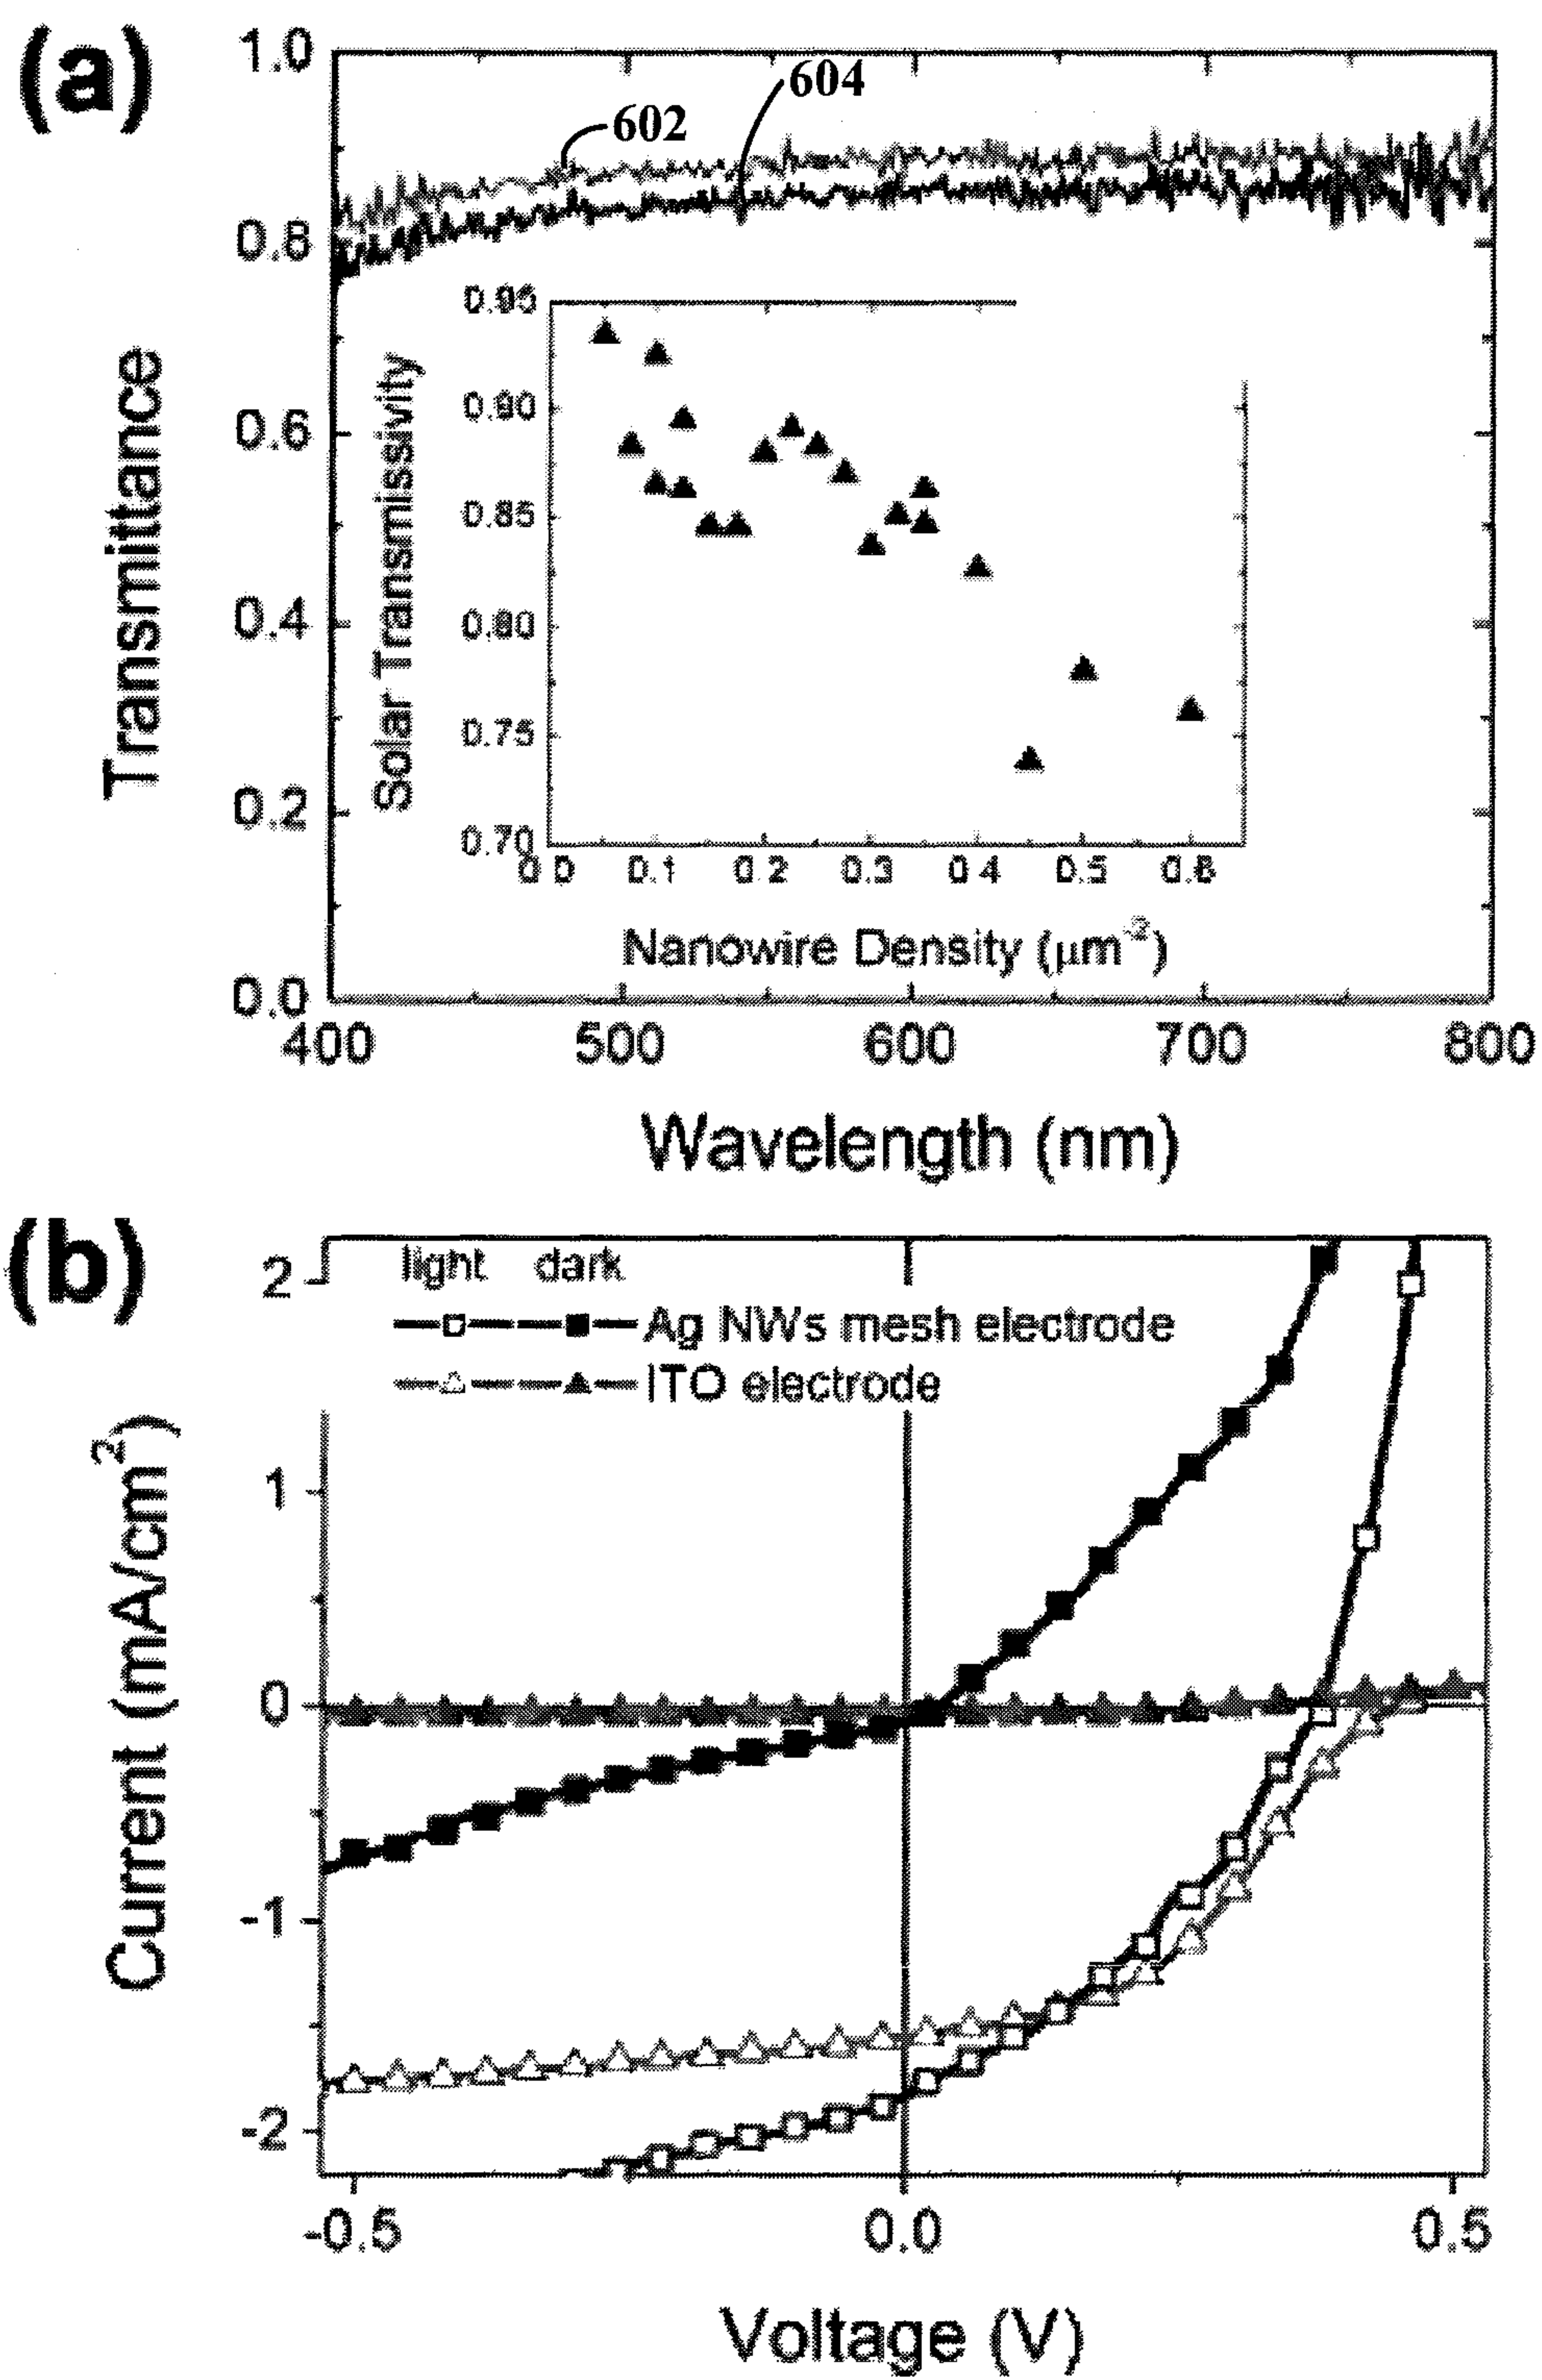 (a)
1.0
0.8
0.6
0.4
0.2
0.0
Transmittance
602
604
0.95
0.90
0.85
0.80
0.75
0.70
Solar Transmissivity
0.0 0.1 0.2 0.3 0.4 0.5 0.6
Nanowire Density (μm⁻²)
400 500 600 700 800
Wavelength (nm)
(b)
light dark
Ag NWs mesh electrode
ITO electrode
2
1
0
-1
-2
Current (mA/cm²)
-0.5 0.0 0.5
Voltage (V)